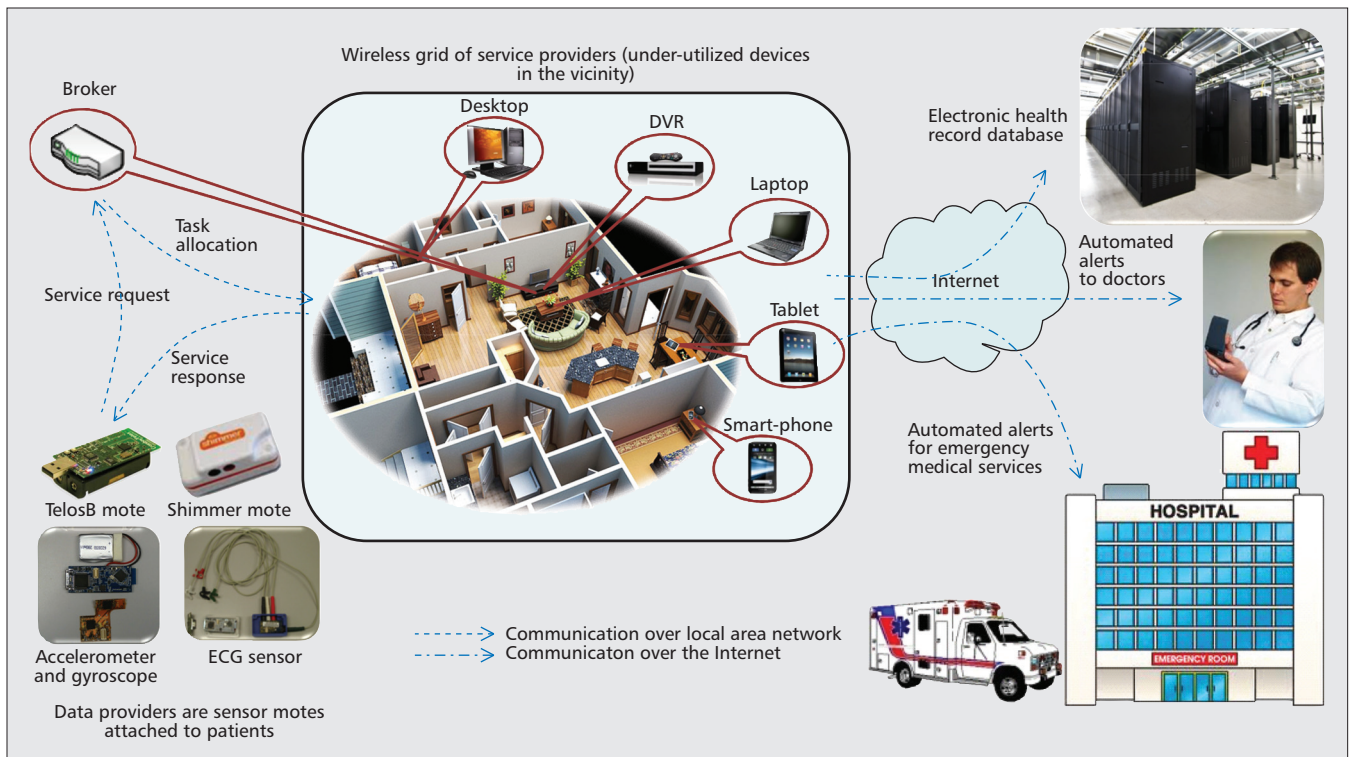 Wireless grid of service providers (under-utilized devices
in the vicinity)
Broker
Desktop
DVR
Laptop
Tablet
Smart-phone
Task
allocation
Service request
Service
response
TelosB mote
Shimmer mote
shimmer
Accelerometer
and gyroscope
ECG sensor
Data providers are sensor motes
attached to patients
Electronic health
record database
Internet
Automated
alerts
to doctors
Automated alerts
for emergency
medical services
HOSPITAL
EMERGENCY ROOM
Communication over local area network
Communicaton over the Internet